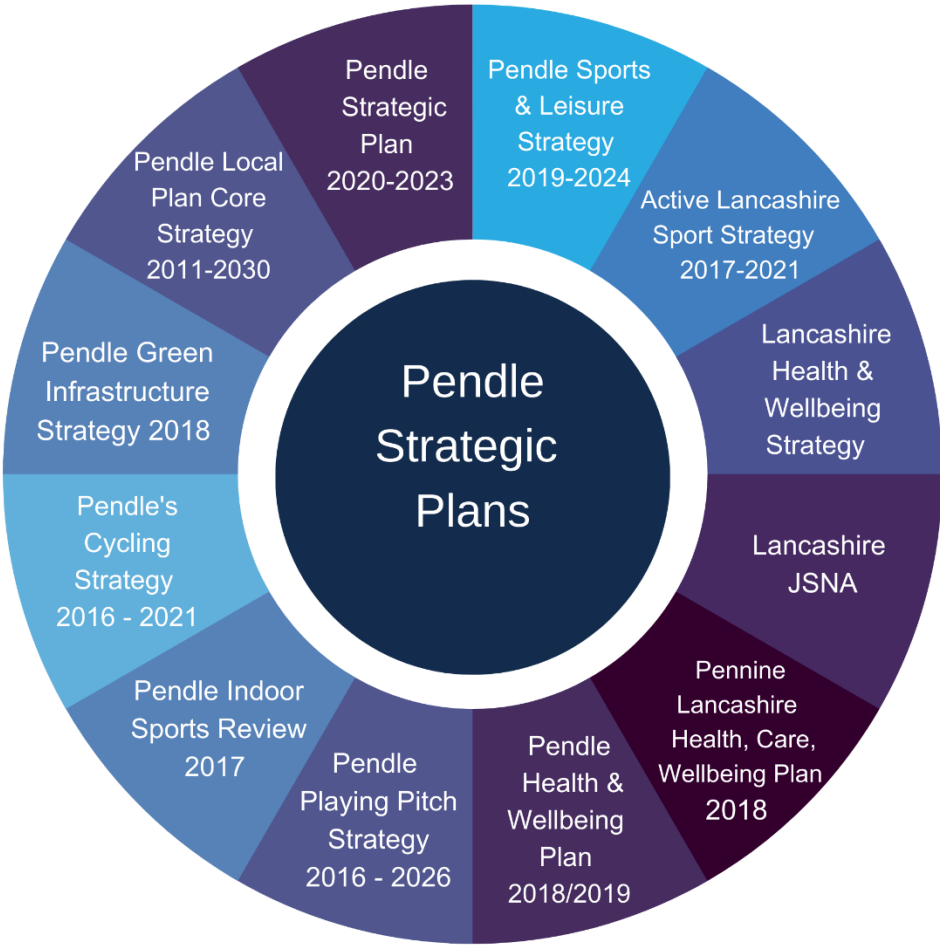 Pendle
Strategic
Plans
Pendle Sports
& Leisure
Strategy
2019-2024
Active Lancashire
Sport Strategy
2017-2021
Lancashire
Health &
Wellbeing
Strategy
Lancashire
JSNA
Pennine
Lancashire
Health, Care,
Wellbeing Plan
2018
Pendle
Health &
Wellbeing
Plan
2018/2019
Pendle
Playing Pitch
Strategy
2016 - 2026
Pendle Indoor
Sports Review
2017
Pendle's
Cycling
Strategy
2016 - 2021
Pendle Green
Infrastructure
Strategy 2018
Pendle Local
Plan Core
Strategy
2011-2030
Pendle
Strategic
Plan
2020-2023